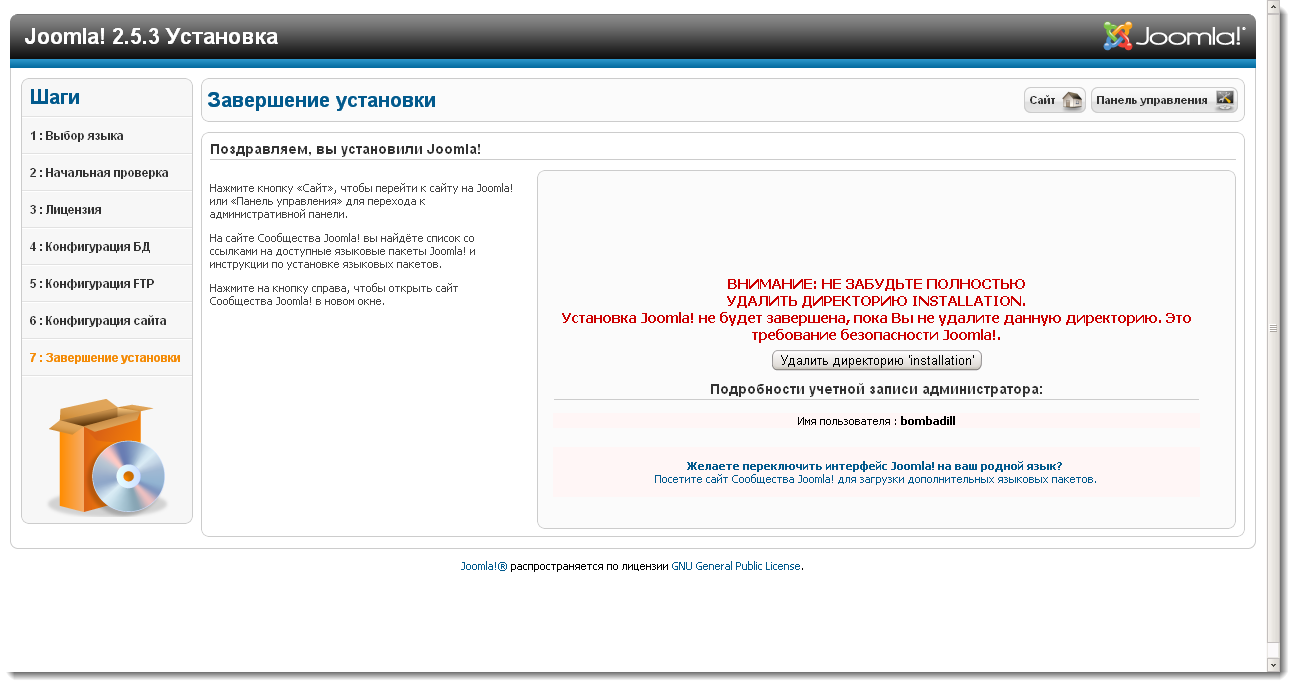 Joomla! 2.5.3 Установка
Joomla!
Шаги
1 : Выбор языка
2 : Начальная проверка
3 : Лицензия
4 : Конфигурация БД
5 : Конфигурация FTP
6 : Конфигурация сайта
7 : Завершение установки
Завершение установки
Сайт
Панель управления
Поздравляем, вы установили Joomla!
Нажмите кнопку «Сайт», чтобы перейти к сайту на Joomla!
или «Панель управления» для перехода к
административной панели.
На сайте Сообщества Joomla! вы найдёте список со
ссылками на доступные языковые пакеты Joomla! и
инструкции по установке языковых пакетов.
Нажмите на кнопку справа, чтобы открыть сайт
Сообщества Joomla! в новом окне.
ВНИМАНИЕ: НЕ ЗАБУДЬТЕ ПОЛНОСТЬЮ
УДАЛИТЬ ДИРЕКТОРИЮ INSTALLATION.
Установка Joomla! не будет завершена, пока Вы не удалите данную директорию. Это
требование безопасности Joomla!.
Удалить директорию 'installation'
Подробности учетной записи администратора:
Имя пользователя : bombadill
Желаете переключить интерфейс Joomla! на ваш родной язык?
Посетите сайт Сообщества Joomla! для загрузки дополнительных языковых пакетов.
Joomla!® распространяется по лицензии GNU General Public License.